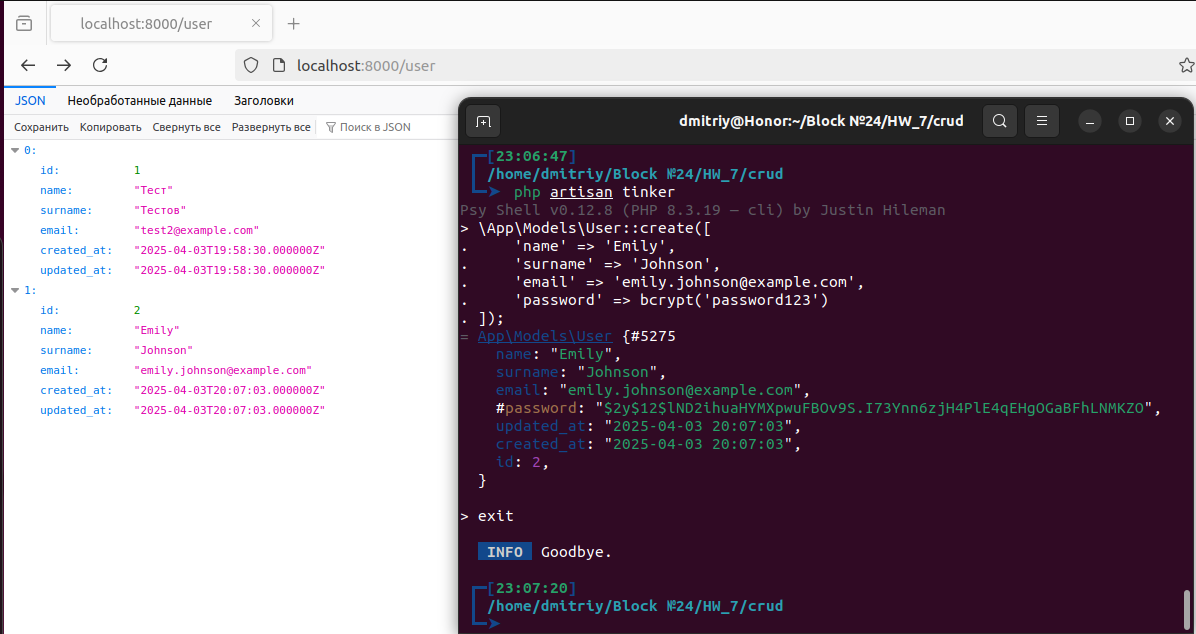 localhost:8000/user
localhost:8000/user
JSON Необработанные данные Заголовки
Сохранить Копировать Свернуть все Развернуть все Поиск в JSON
0:
id: 1
name: "Тест"
surname: "Тестов"
email: "test2@example.com"
created_at: "2025-04-03T19:58:30.000000Z"
updated_at: "2025-04-03T19:58:30.000000Z"
1:
id: 2
name: "Emily"
surname: "Johnson"
email: "emily.johnson@example.com"
created_at: "2025-04-03T20:07:03.000000Z"
updated_at: "2025-04-03T20:07:03.000000Z"
dmitriy@Honor:~/Block №24/HW_7/crud
[23:06:47]
/home/dmitriy/Block №24/HW_7/crud
php artisan tinker
Psy Shell v0.12.8 (PHP 8.3.19 — cli) by Justin Hileman
> \App\Models\User::create([
.     'name' => 'Emily',
.     'surname' => 'Johnson',
.     'email' => 'emily.johnson@example.com',
.     'password' => bcrypt('password123')
. ]);
= App\Models\User {#5275
name: "Emily",
surname: "Johnson",
email: "emily.johnson@example.com",
#password: "$2y$12$lND2ihuaHYMXpwuFBOv9S.I73Ynn6zjH4PlE4qEHgOGaBFhLNMKZO",
updated_at: "2025-04-03 20:07:03",
created_at: "2025-04-03 20:07:03",
id: 2,
}
> exit
INFO Goodbye.
[23:07:20]
/home/dmitriy/Block №24/HW_7/crud